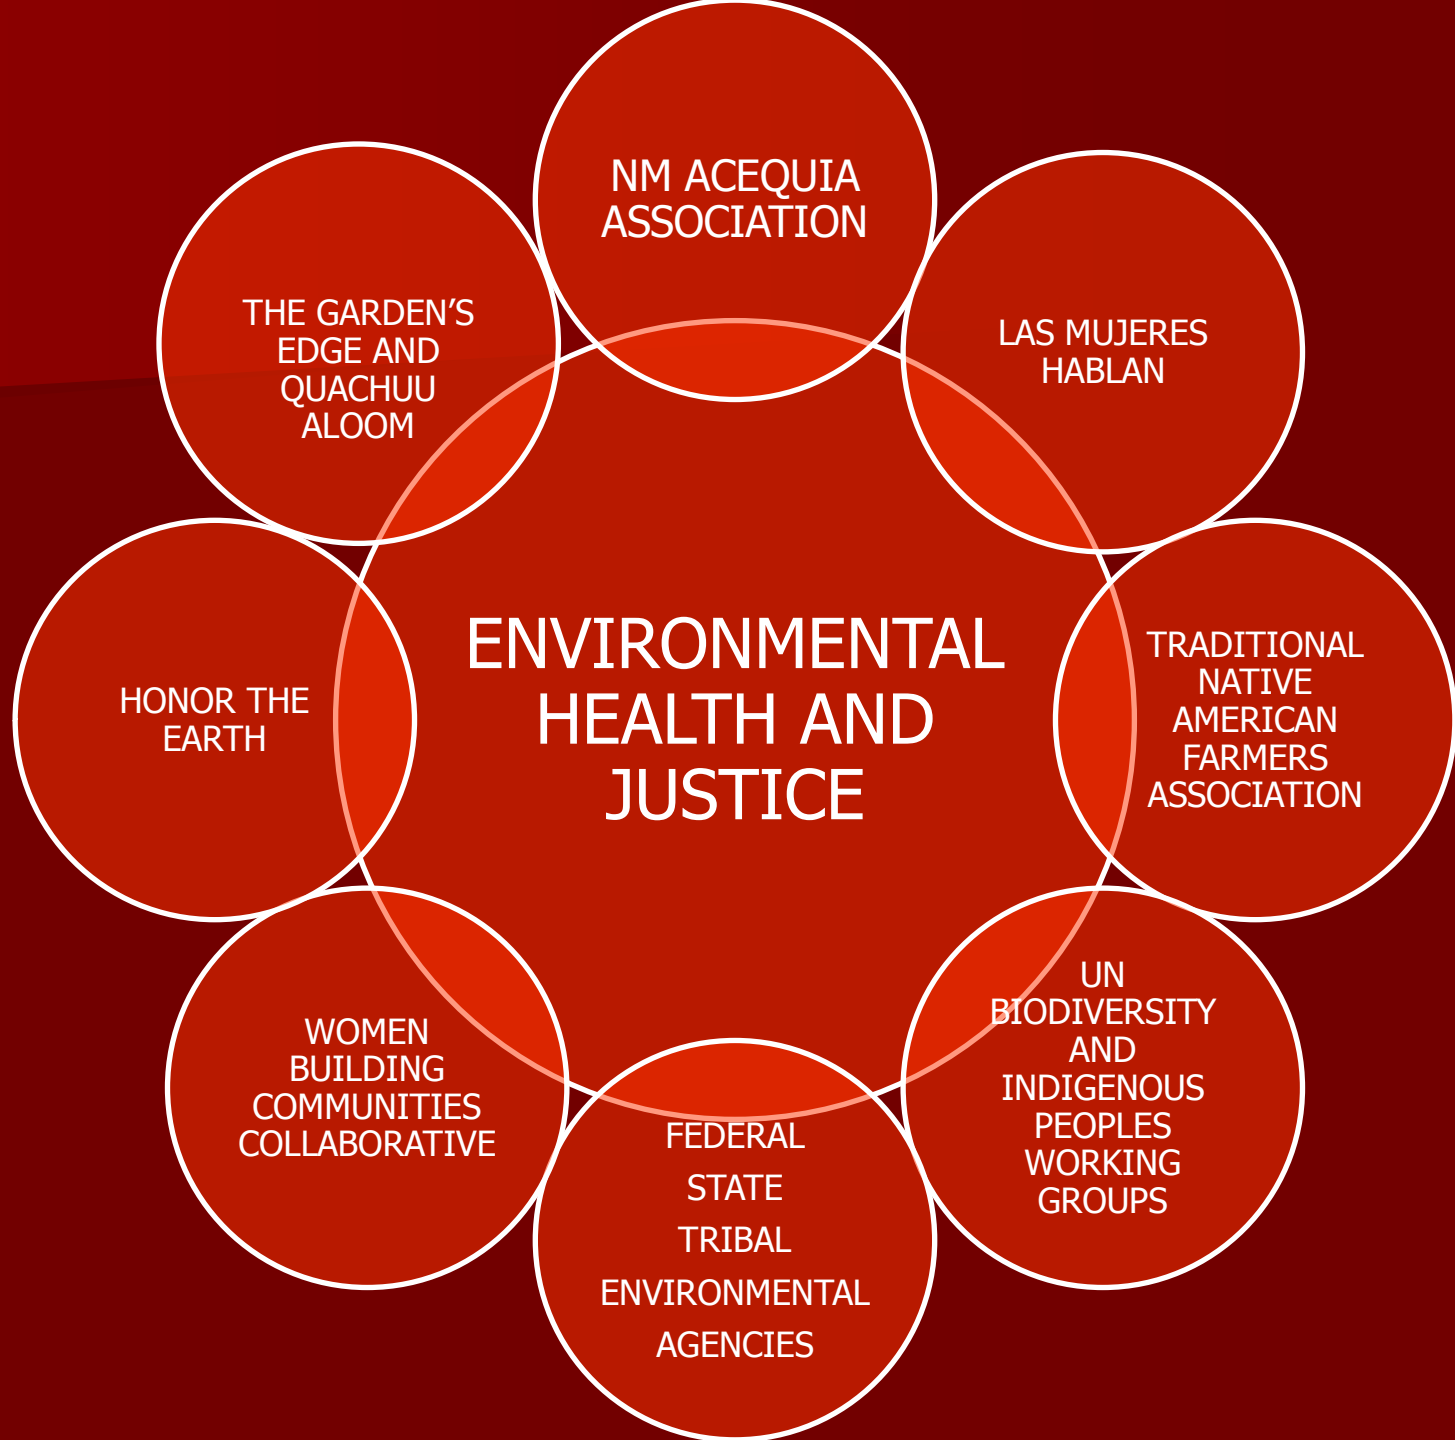 NM ACEQUIA
ASSOCIATION
LAS MUJERES
HABLAN
TRADITIONAL
NATIVE
AMERICAN
FARMERS
ASSOCIATION
UN
BIODIVERSITY
AND
INDIGENOUS
PEOPLES
WORKING
GROUPS
FEDERAL
STATE
TRIBAL
ENVIRONMENTAL
AGENCIES
WOMEN
BUILDING
COMMUNITIES
COLLABORATIVE
HONOR THE
EARTH
THE GARDEN’S
EDGE AND
QUACHUU
ALOOM
ENVIRONMENTAL
HEALTH AND
JUSTICE